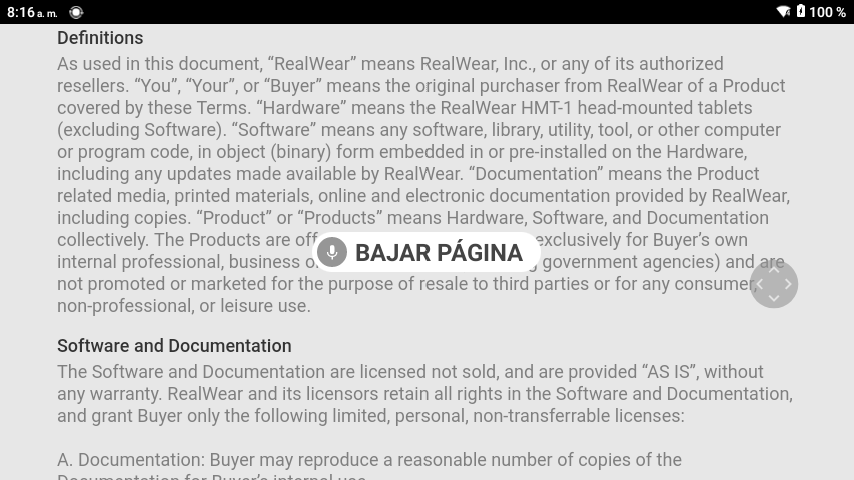 8:16 a. m.
100 %
Definitions
As used in this document, “RealWear” means RealWear, Inc., or any of its authorized
resellers. “You”, “Your”, or “Buyer” means the original purchaser from RealWear of a Product
covered by these Terms. “Hardware” means the RealWear HMT-1 head-mounted tablets
(excluding Software). “Software” means any software, library, utility, tool, or other computer
or program code, in object (binary) form embedded in or pre-installed on the Hardware,
including any updates made available by RealWear. “Documentation” means the Product
related media, printed materials, online and electronic documentation provided by RealWear,
including copies. “Product” or “Products” means Hardware, Software, and Documentation
collectively. The Products are exclusively for Buyer’s own
BAJAR PÁGINA
internal professional, business government agencies) and are
not promoted or marketed for the purpose of resale to third parties or for any consumer,
non-professional, or leisure use.
Software and Documentation
The Software and Documentation are licensed not sold, and are provided “AS IS”, without
any warranty. RealWear and its licensors retain all rights in the Software and Documentation,
and grant Buyer only the following limited, personal, non-transferrable licenses:
A. Documentation: Buyer may reproduce a reasonable number of copies of the
Documentation for Buyer’s internal use.